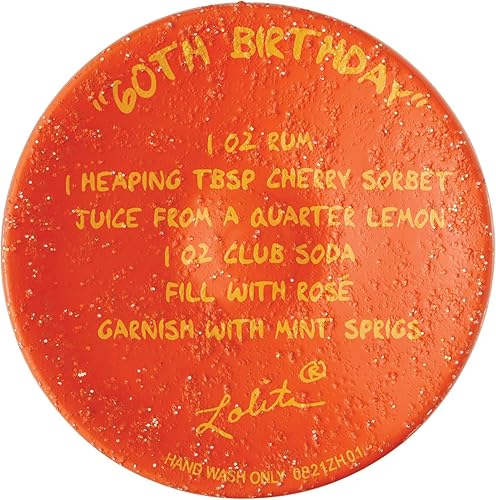 "60TH BIRTHDAY"
1 OZ RUM
1 HEAPING TBSP CHERRY SORBET
JUICE FROM A QUARTER LEMON
1 OZ CLUB SODA
FILL WITH ROSÉ
GARNISH WITH MINT SPRIGS
Lolita ®
HAND WASH ONLY 0821ZH01